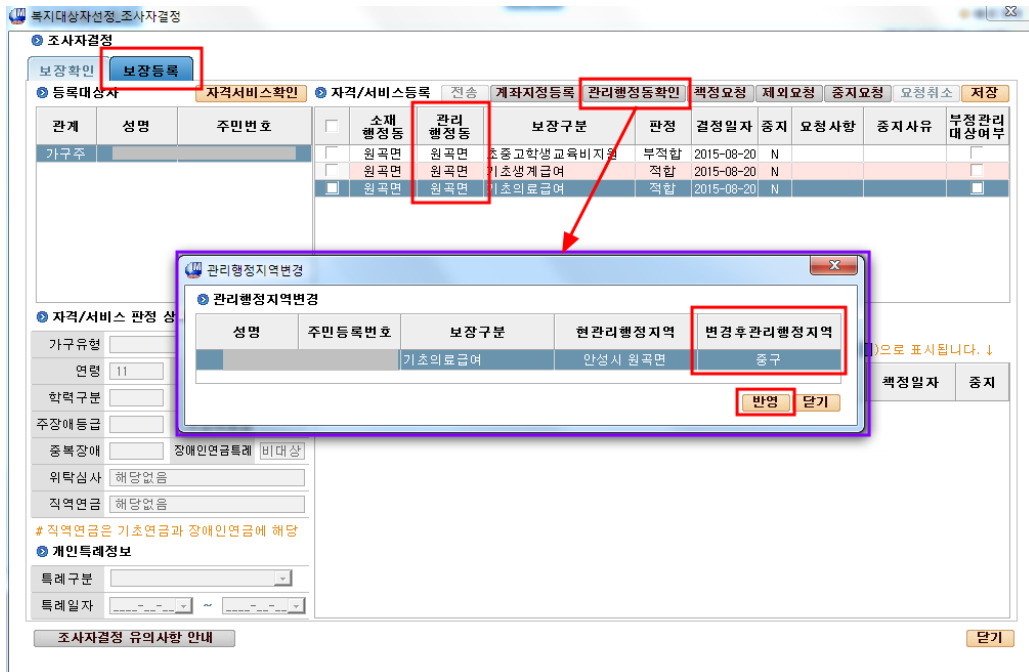 복지대상자선정_조사자결정
조사자결정
보장확인 보장등록
등록대상자 자격서비스확인 자격/서비스등록 전송 계좌지정등록 관리행정동확인 책정요청 제외요청 중지요청 요청취소 저장
관계 성명 주민번호 소재행정동 관리행정동 보장구분 판정 결정일자 중지 요청사항 중지사유 부정관리대상여부
가구주 원곡면 원곡면 초중고학생교육비지원 부적합 2015-08-20 N
원곡면 원곡면 기초생계급여 적합 2015-08-20 N
원곡면 원곡면 기초의료급여 적합 2015-08-20 N
관리행정지역변경
관리행정지역변경
성명 주민등록번호 보장구분 현관리행정지역 변경후관리행정지역
기초의료급여 안성시 원곡면 중구
반영 닫기
자격/서비스 판정 상
)으로 표시됩니다. ↓
책정일자 중지
가구유형
연령 11
학력구분
주장애등급
중복장애 장애인연금특례 비대상
위탁심사 해당없음
직역연금 해당없음
# 직역연금은 기초연금과 장애인연금에 해당
개인특례정보
특례구분
특례일자 ____-__-__ ~ ____-__-__
조사자결정 유의사항 안내 닫기